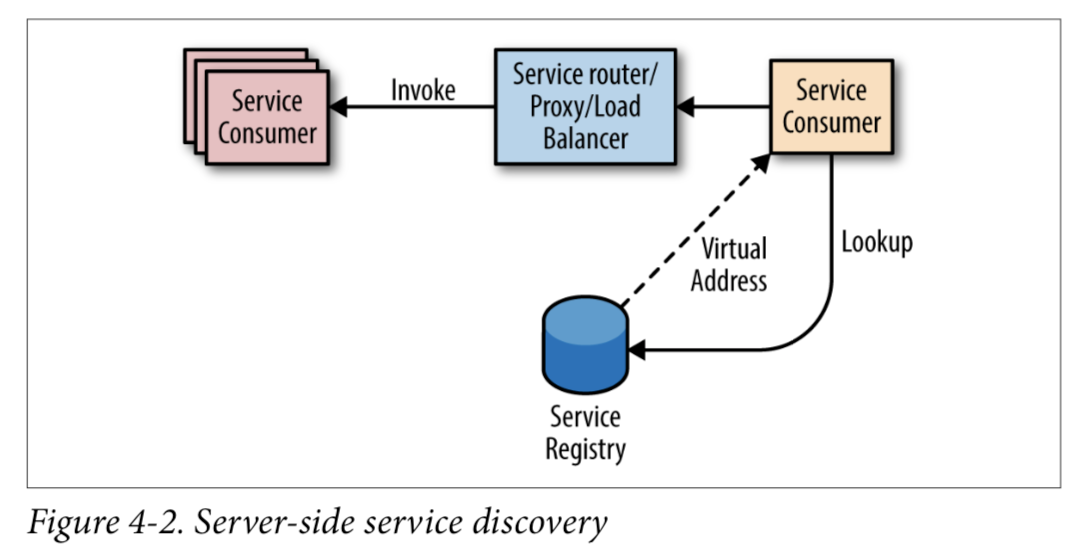 Service
Consumer
Invoke
Service router/
Proxy/Load
Balancer
Service
Consumer
Virtual
Address
Lookup
Service
Registry
Figure 4-2. Server-side service discovery